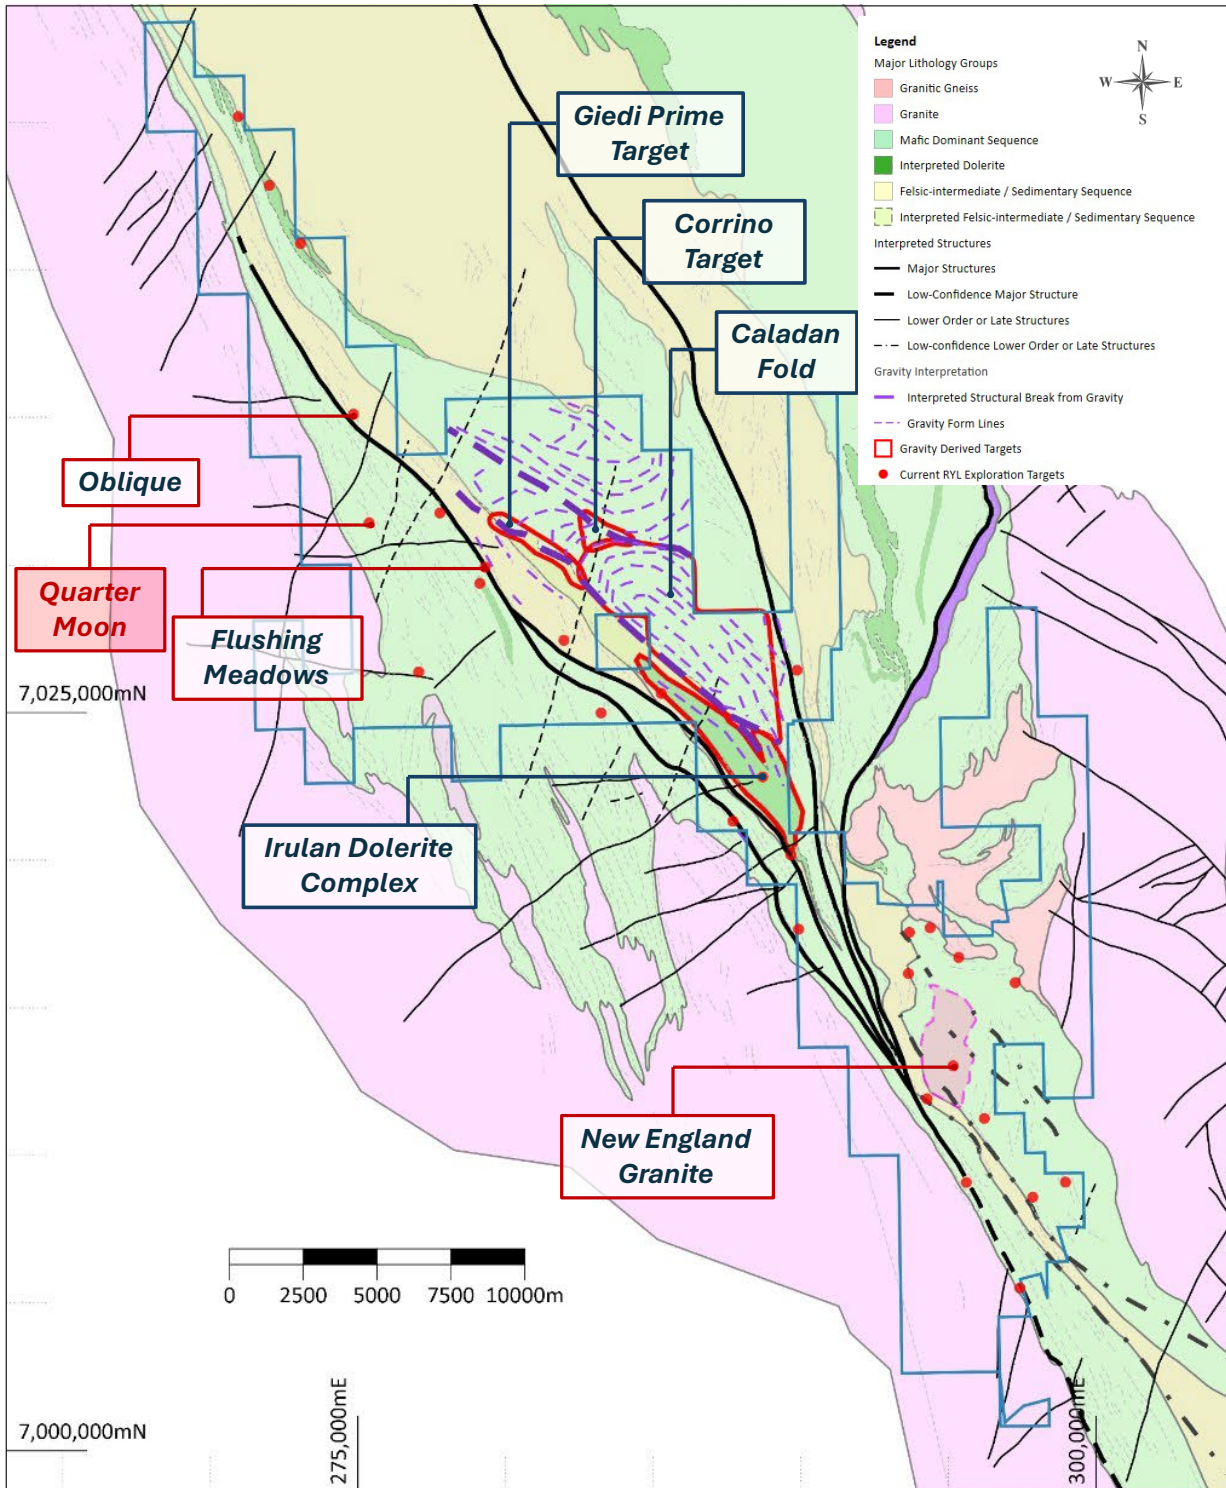 Legend
Major Lithology Groups
Granitic Gneiss
Granite
Mafic Dominant Sequence
Interpreted Dolerite
Felsic-intermediate / Sedimentary Sequence
Interpreted Felsic-intermediate / Sedimentary Sequence
Interpreted Structures
Major Structures
Low-Confidence Major Structure
Lower Order or Late Structures
Low-confidence Lower Order or Late Structures
Gravity Interpretation
Interpreted Structural Break from Gravity
Gravity Form Lines
Gravity Derived Targets
Current RYL Exploration Targets
N
W E
S
Giedi Prime
Target
Corrino
Target
Caladan
Fold
Oblique
Quarter
Moon
Flushing
Meadows
7,025,000mN
Irulan Dolerite
Complex
New England
Granite
0 2500 5000 7500 10000m
7,000,000mN
275,000mE
300,000mE